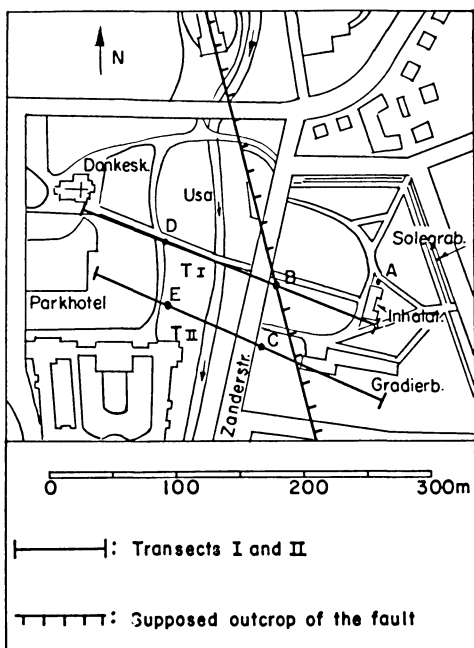 N
Dankesk.
Usa
Solegrab.
D
A
T I
B
Parkhotel
E
Inhalat.
T II
C
Zanderstr.
Gradierb.
0 100 200 300m
: Transects I and II
: Supposed outcrop of the fault